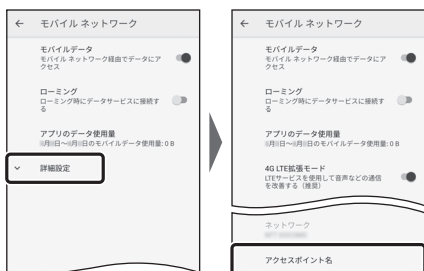 モバイル ネットワーク
モバイルデータ
モバイル ネットワーク経由でデータにア
クセス
ローミング
ローミング時にデータサービスに接続す
る
アプリのデータ使用量
月 日〜 月 日のモバイルデータ使用量: 0 B
詳細設定
モバイル ネットワーク
モバイルデータ
モバイル ネットワーク経由でデータにア
クセス
ローミング
ローミング時にデータサービスに接続す
る
アプリのデータ使用量
月 日〜 月 日のモバイルデータ使用量: 0 B
4G LTE拡張モード
LTEサービスを使用して音声などの通信
を改善する（推奨）
ネットワーク
アクセスポイント名